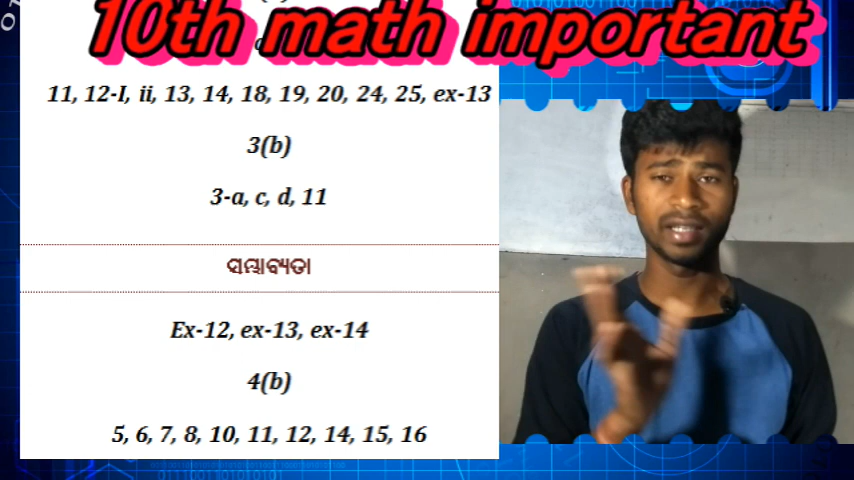 10th math important
11, 12-I, ii, 13, 14, 18, 19, 20, 24, 25, ex-13
3(b)
3-a, c, d, 11
ସମ୍ଭାବ୍ୟତା
Ex-12, ex-13, ex-14
4(b)
5, 6, 7, 8, 10, 11, 12, 14, 15, 16